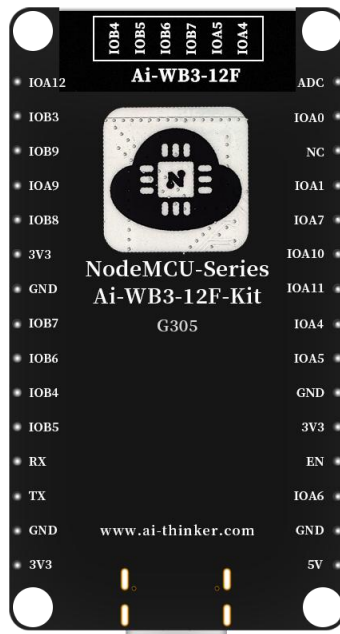 IOB4 IOB5 IOB6 IOB7 IOA5 IOA4
Ai-WB3-12F
IOA12 ADC
IOB3 IOA0
IOB9 NC
IOA9 IOA1
IOB8 IOA7
3V3 IOA10
GND IOA11
IOB7 IOA4
IOB6 IOA5
IOB4 GND
IOB5 3V3
RX EN
TX IOA6
GND GND
3V3 5V
NodeMCU-Series
Ai-WB3-12F-Kit
G305
www.ai-thinker.com